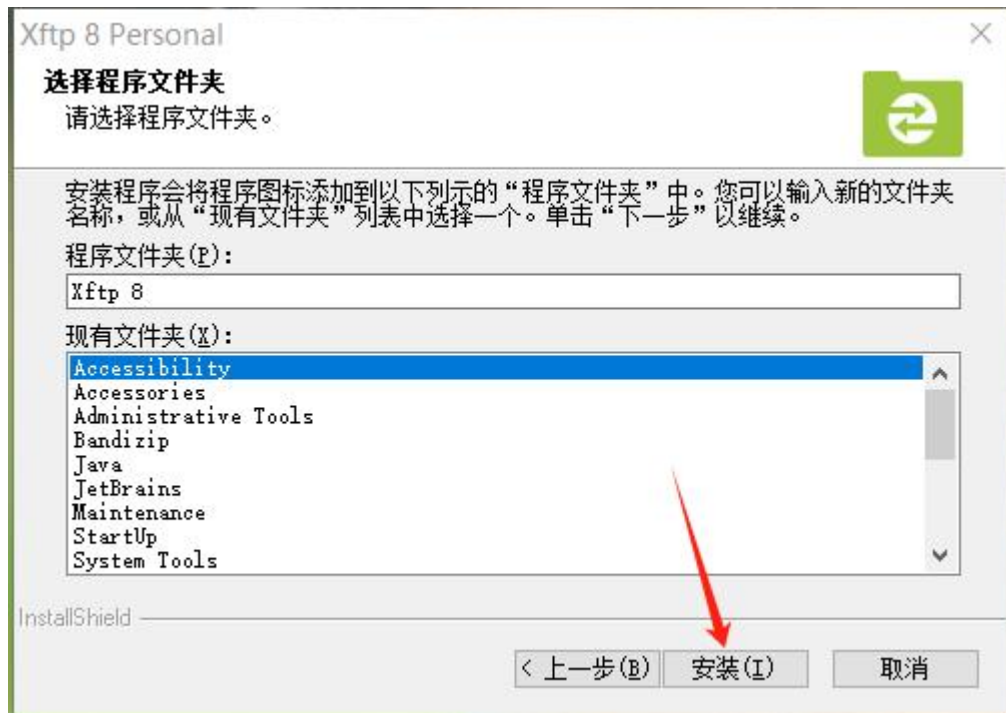 Xftp 8 Personal
选择程序文件夹
请选择程序文件夹。
安装程序会将程序图标添加到以下列示的“程序文件夹”中。您可以输入新的文件夹
名称，或从“现有文件夹”列表中选择一个。单击“下一步”以继续。
程序文件夹(P)：
Xftp 8
现有文件夹(X)：
Accessibility
Accessories
Administrative Tools
Bandizip
Java
JetBrains
Maintenance
StartUp
System Tools
InstallShield
< 上一步(B) 安装(I) 取消